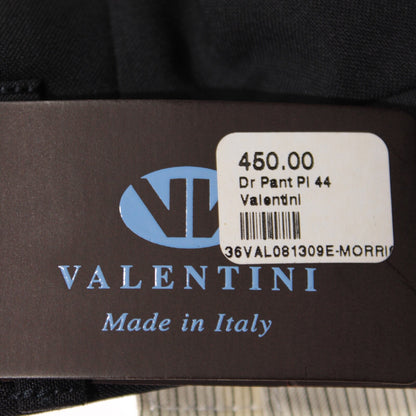 450.00
Dr Pant Pl 44
Valentini
36VAL081309E-MORRI
VALENTINI
Made in Italy